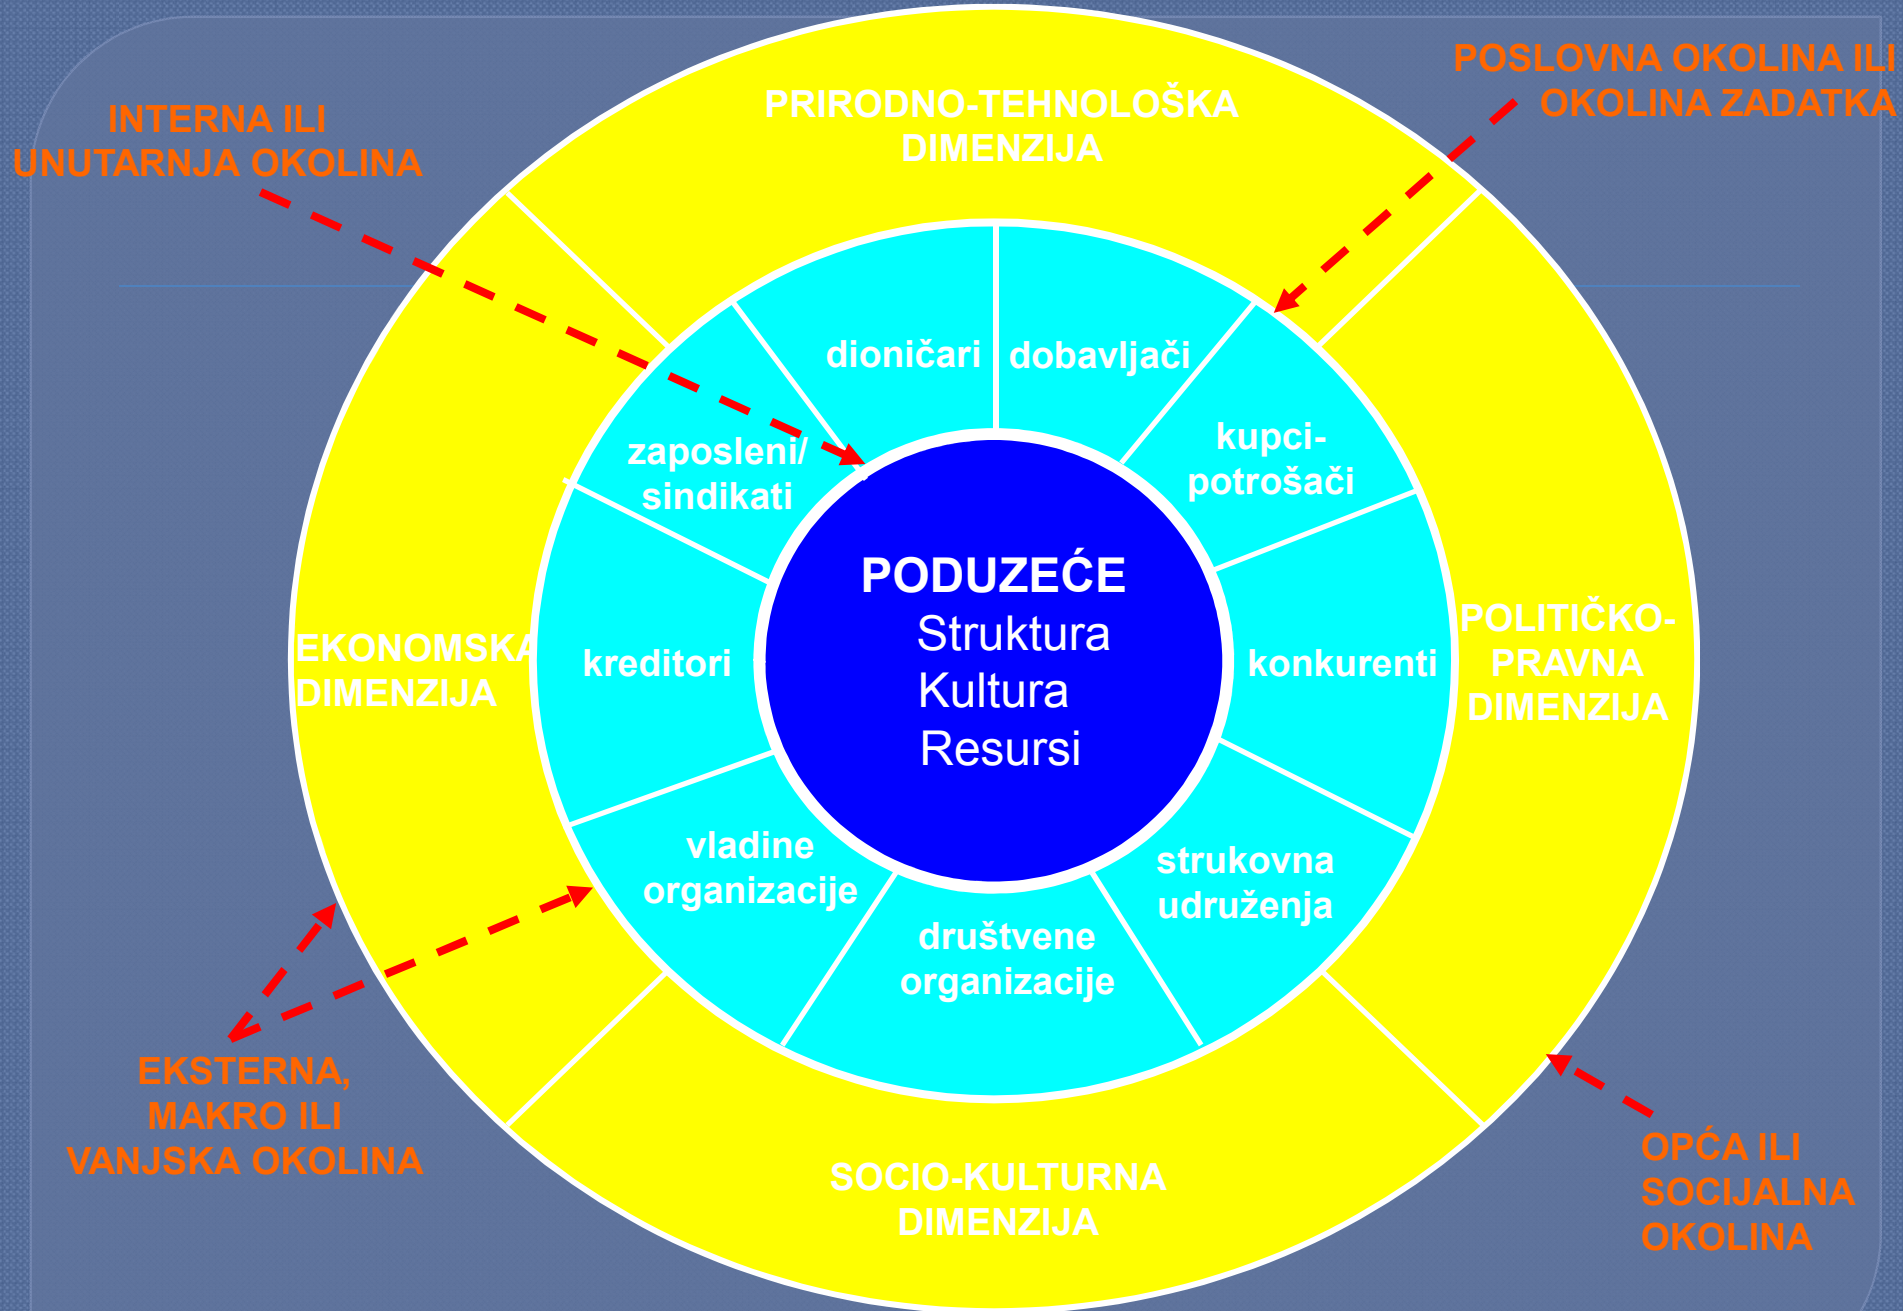 POSLOVNA OKOLINA ILI
OKOLINA ZADATKA
INTERNA ILI
UNUTARNJA OKOLINA
PRIRODNO-TEHNOLOŠKA
DIMENZIJA
dioničari
dobavljači
zaposleni/
sindikati
kupci-
potrošači
PODUZEĆE
Struktura
Kultura
Resursi
EKONOMSKA
DIMENZIJA
kreditori
konkurenti
POLITIČKO-
PRAVNA
DIMENZIJA
vladine
organizacije
strukovna
udruženja
društvene
organizacije
EKSTERNA,
MAKRO ILI
VANJSKA OKOLINA
SOCIO-KULTURNA
DIMENZIJA
OPĆA ILI
SOCIJALNA
OKOLINA